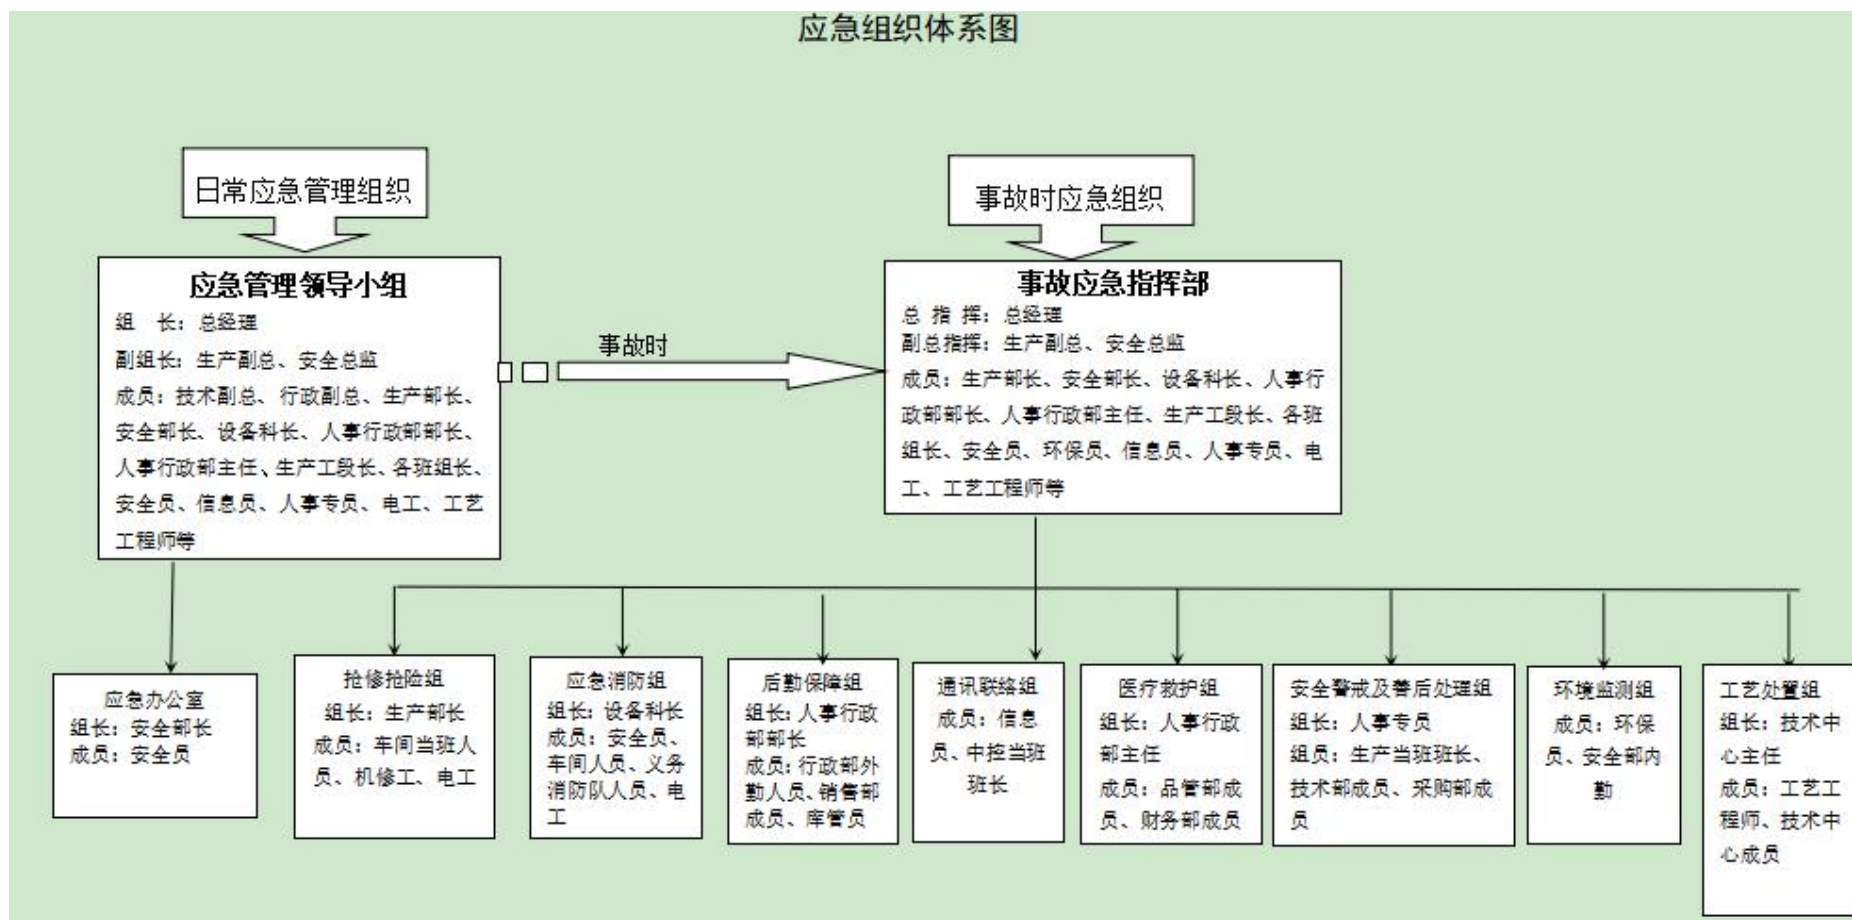 应急组织体系图
日常应急管理组织
事故时应急组织
应急管理领导小组
组 长：总经理
副组长：生产副总、安全总监
成员：技术副总、行政副总、生产部长、
安全部长、设备科长、人事行政部部长、
人事行政部主任、生产工段长、各班组长、
安全员、信息员、人事专员、电工、工艺
工程师等
事故时
事故应急指挥部
总 指 挥：总经理
副总指挥：生产副总、安全总监
成员：生产部长、安全部长、设备科长、人事行
政部部长、人事行政部主任、生产工段长、各班
组长、安全员、环保员、信息员、人事专员、电
工、工艺工程师等
应急办公室
组长：安全部长
成员：安全员
抢修抢险组
组长：生产部长
成员：车间当班人
员、机修工、电工
应急消防组
组长：设备科长
成员：安全员、
车间人员、义务
消防队人员、电
工
后勤保障组
组长：人事行政
部部长
成员：行政部外
勤人员、销售部
成员、库管员
通讯联络组
成员：信息
员、中控当班
班长
医疗救护组
组长：人事行政
部主任
成员：品管部成
员、财务部成员
安全警戒及善后处理组
组长：人事专员
组员：生产当班班长、
技术部成员、采购部成
员
环境监测组
成员：环保
员、安全部内
勤
工艺处置组
组长：技术中
心主任
成员：工艺工
程师、技术中
心成员